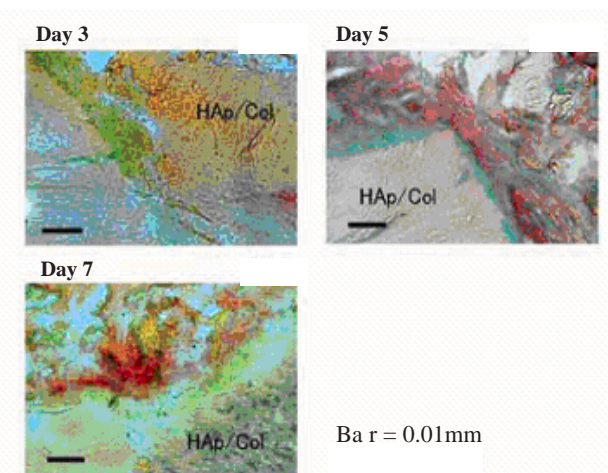 Day 3
HAp/Col
Day 5
HAp/Col
Day 7
HAp/Col
Ba r = 0.01mm